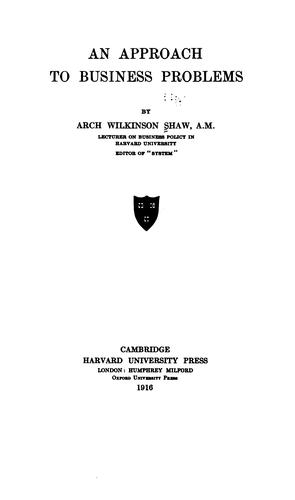 AN APPROACH
TO BUSINESS PROBLEMS
BY
ARCH WILKINSON SHAW, A.M.
LECTURER ON BUSINESS POLICY IN
HARVARD UNIVERSITY
EDITOR OF "SYSTEM"
CAMBRIDGE
HARVARD UNIVERSITY PRESS
LONDON: HUMPHREY MILFORD
OXFORD UNIVERSITY PRESS
1916